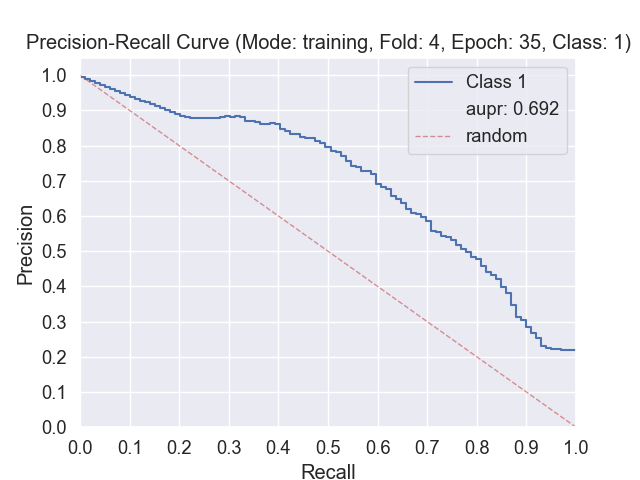 Precision-Recall Curve (Mode: training, Fold: 4, Epoch: 35, Class: 1)
1.0
0.9
0.8
0.7
0.6
0.5
0.4
0.3
0.2
0.1
0.0
Precision
Class 1
aupr: 0.692
random
0.0 0.1 0.2 0.3 0.4 0.5 0.6 0.7 0.8 0.9 1.0
Recall